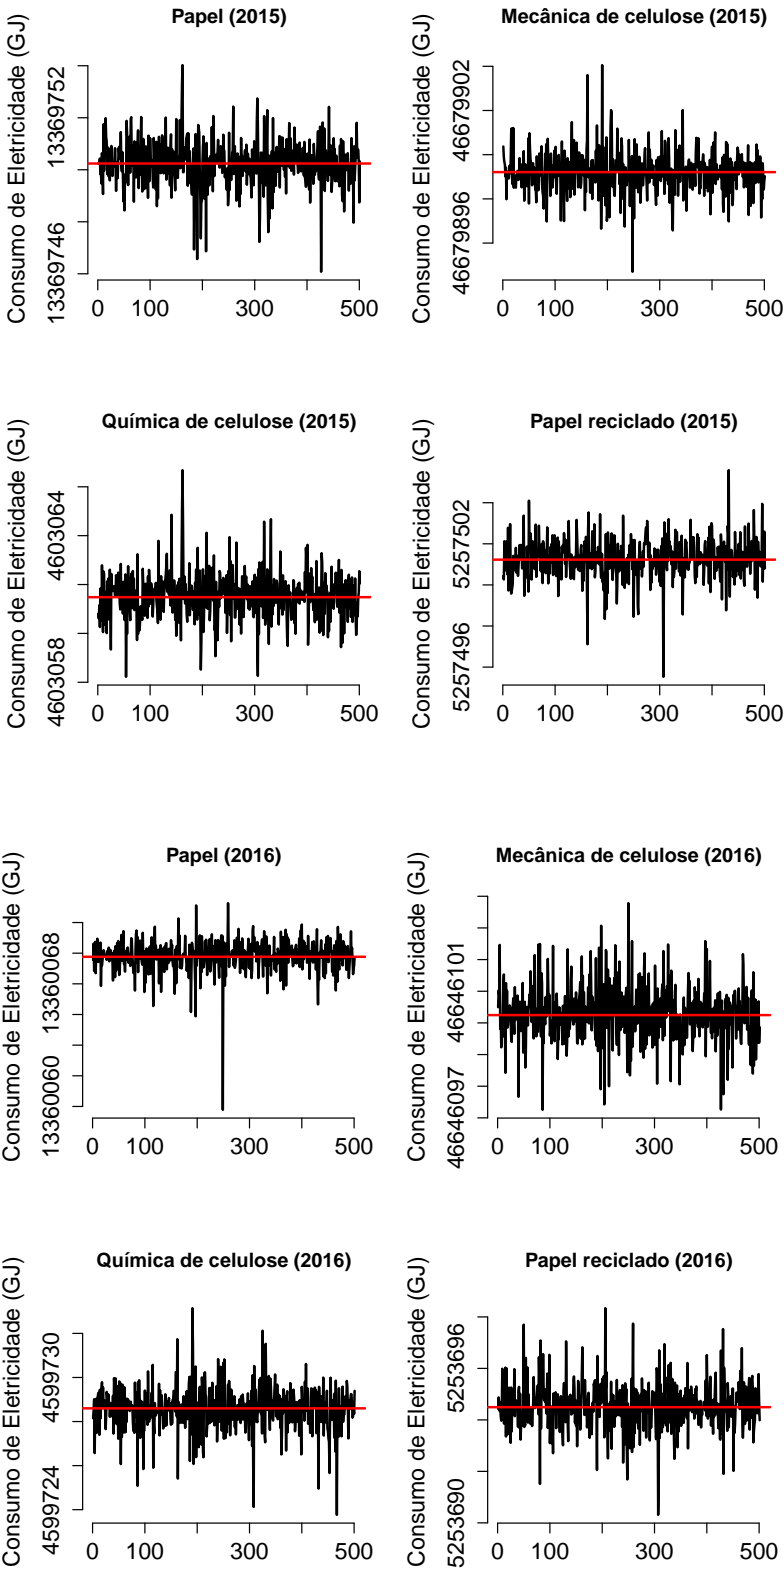 Papel (2015)
Consumo de Eletricidade (GJ)
13369752
13369746
0 100 300 500
Mecânica de celulose (2015)
Consumo de Eletricidade (GJ)
46679902
46679896
0 100 300 500
Química de celulose (2015)
Consumo de Eletricidade (GJ)
4603064
4603058
0 100 300 500
Papel reciclado (2015)
Consumo de Eletricidade (GJ)
5257502
5257496
0 100 300 500
Papel (2016)
Consumo de Eletricidade (GJ)
13360068
13360060
0 100 300 500
Mecânica de celulose (2016)
Consumo de Eletricidade (GJ)
46646101
46646097
0 100 300 500
Química de celulose (2016)
Consumo de Eletricidade (GJ)
4599730
4599724
0 100 300 500
Papel reciclado (2016)
Consumo de Eletricidade (GJ)
5253696
5253690
0 100 300 500